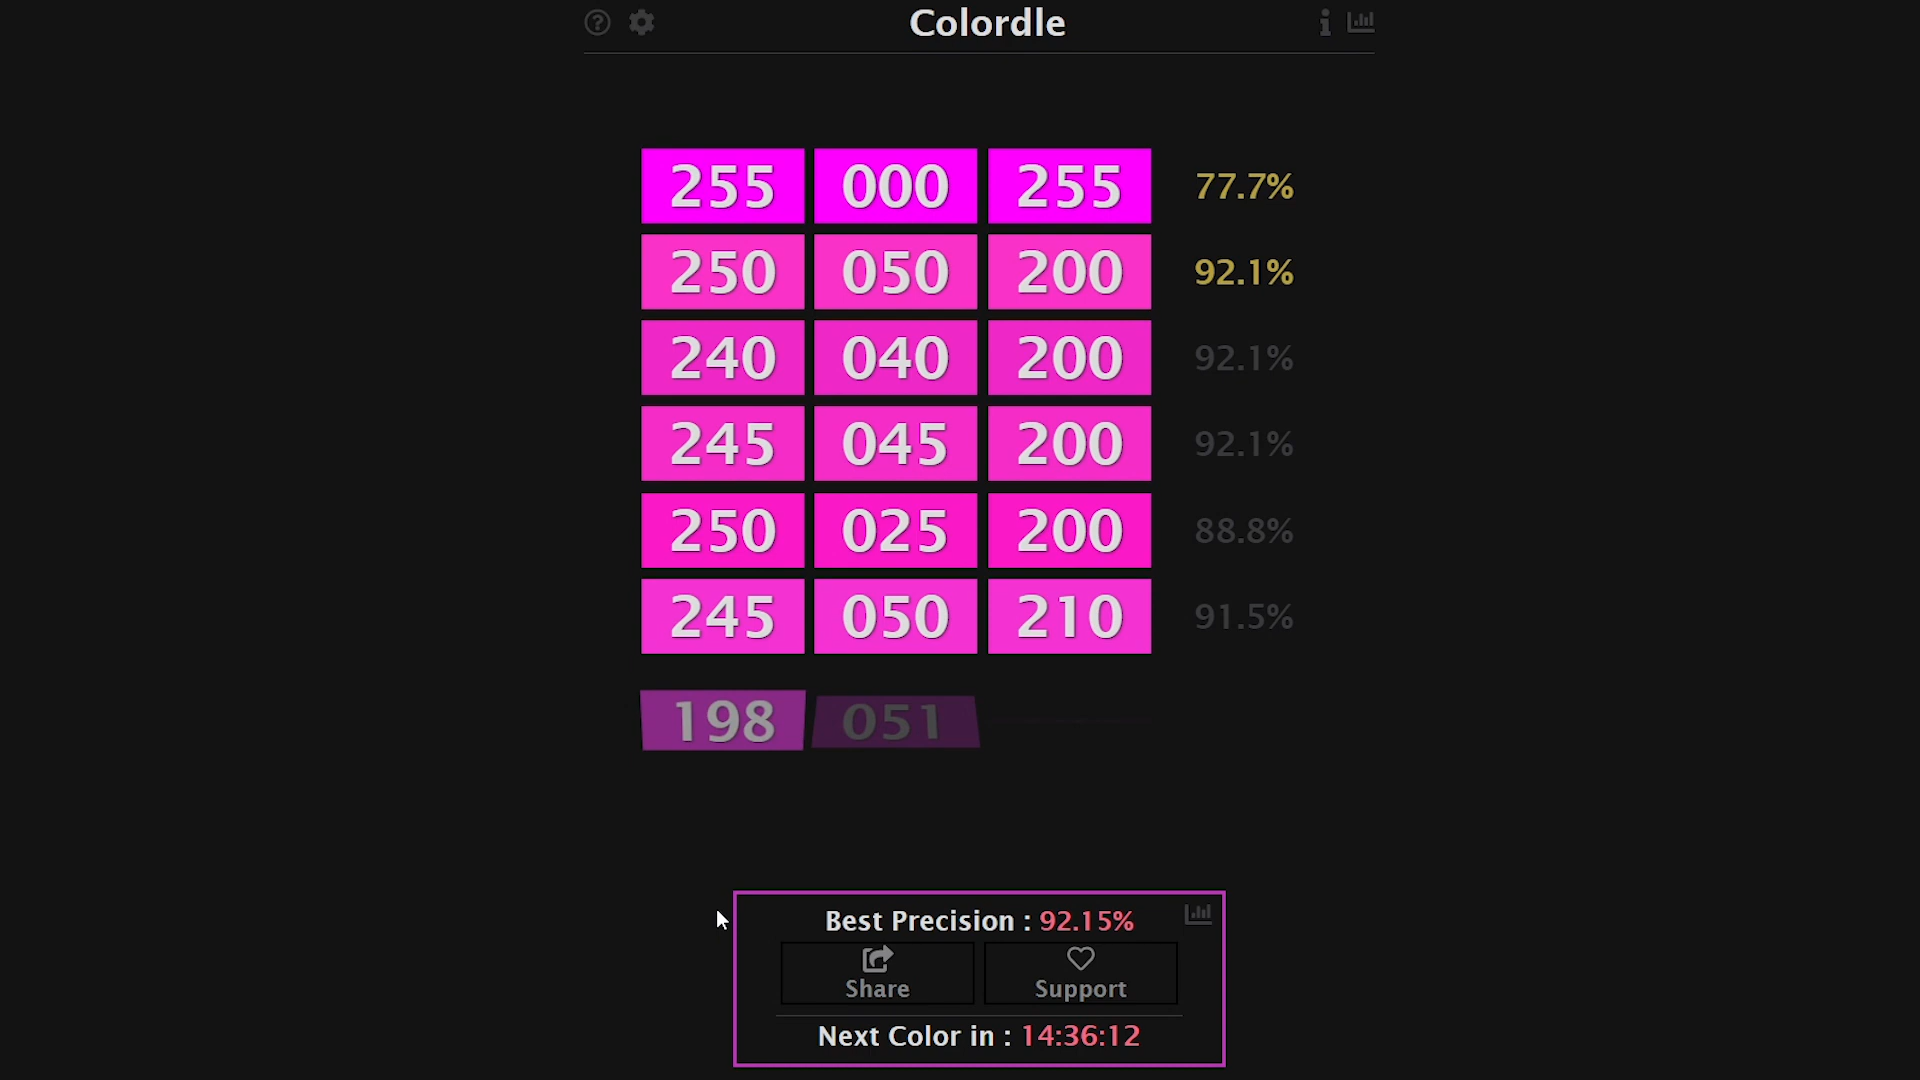 Colordle
255 000 255 77.7%
250 050 200 92.1%
240 040 200 92.1%
245 045 200 92.1%
250 025 200 88.8%
245 050 210 91.5%
198 051
Best Precision : 92.15%
Share Support
Next Color in : 14:36:12